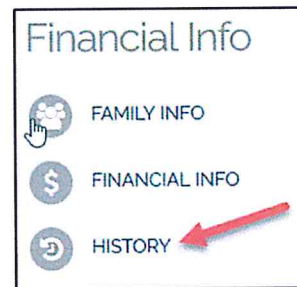 Financial Info
FAMILY INFO
$
FINANCIAL INFO
HISTORY